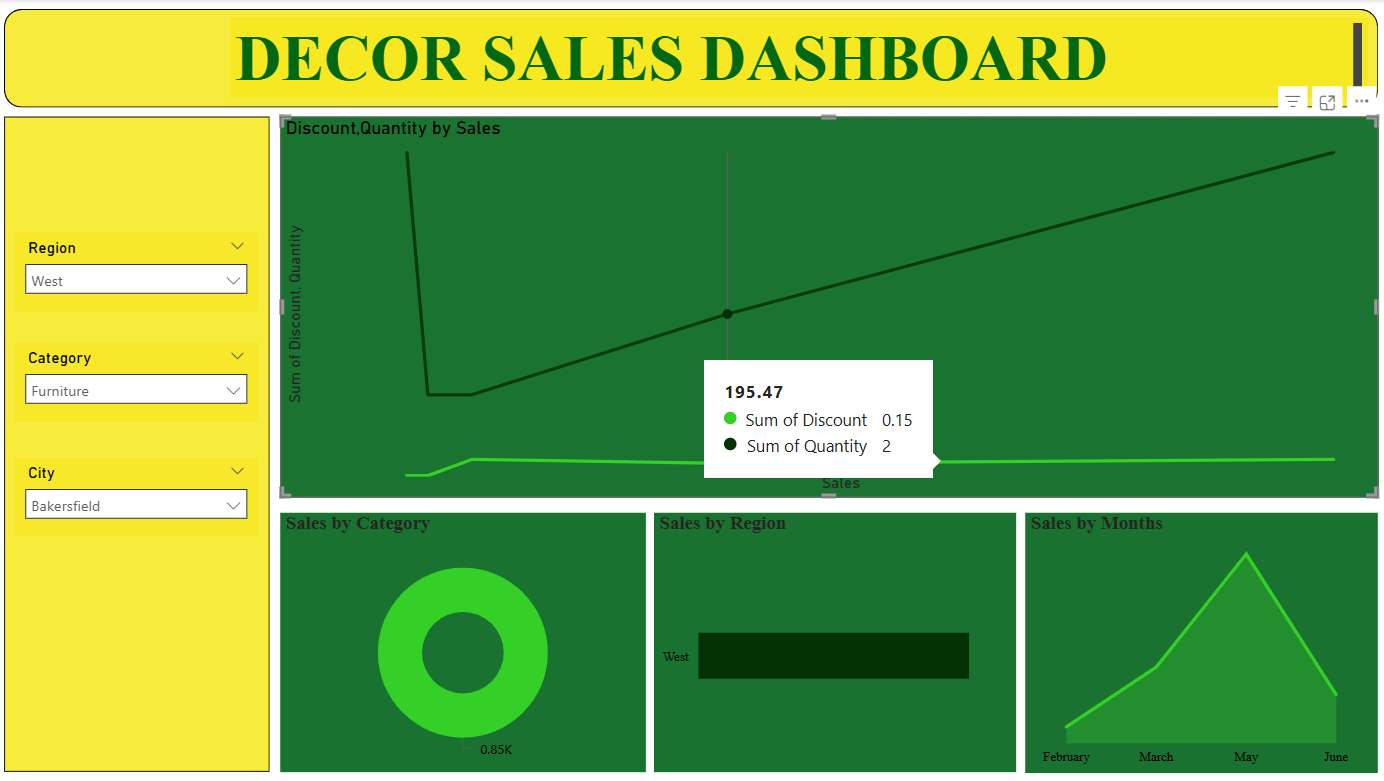 DECOR SALES DASHBOARD
Region
West
Category
Furniture
City
Bakersfield
Discount,Quantity by Sales
Sum of Discount, Quantity
195.47
Sum of Discount 0.15
Sum of Quantity 2
Sales
Sales by Category
0.85K
Sales by Region
West
Sales by Months
February March May June